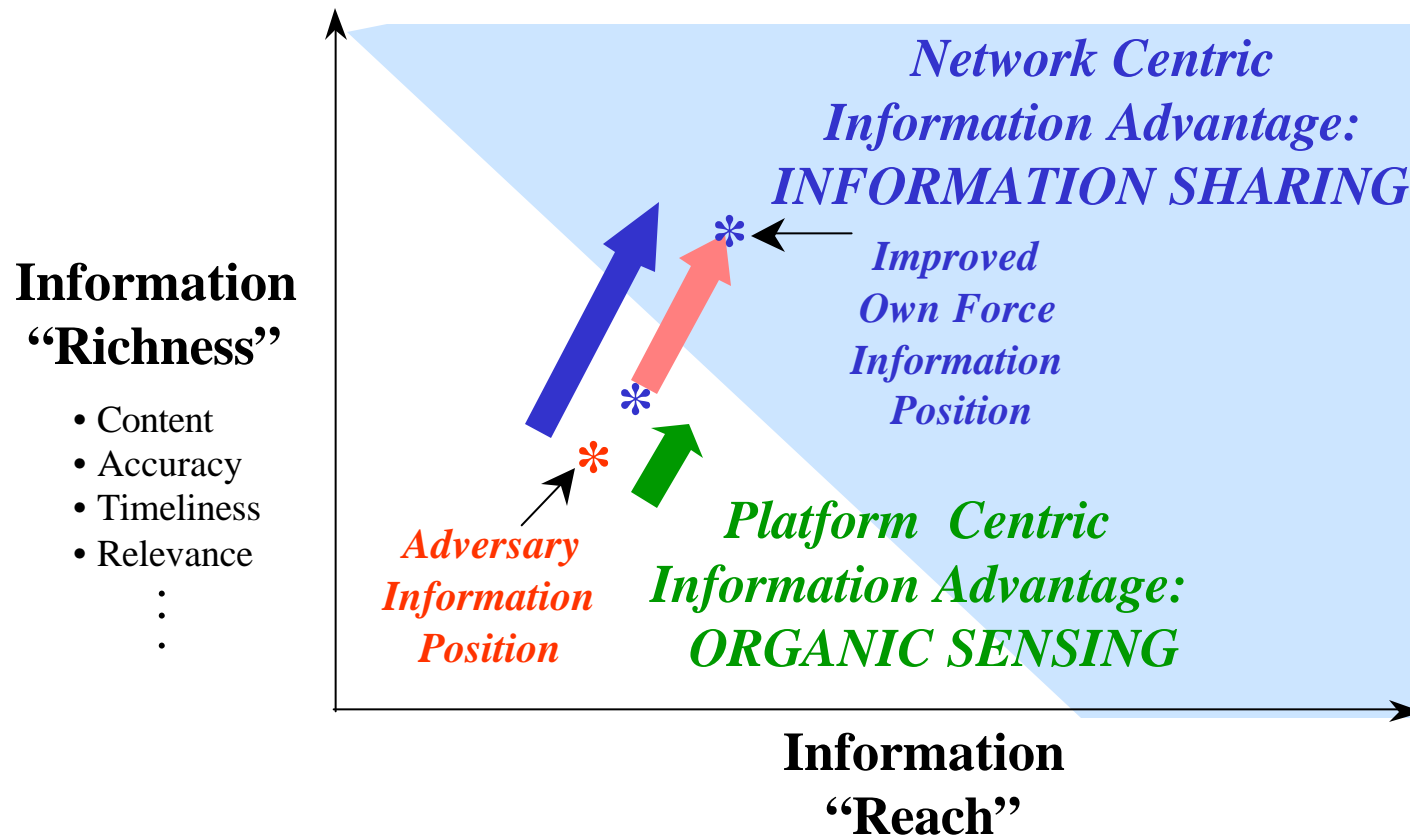 Network Centric
Information Advantage:
INFORMATION SHARING
Improved
Own Force
Information
Position
Information
“Richness”
• Content
• Accuracy
• Timeliness
• Relevance
.
.
.
Adversary
Information
Position
Platform Centric
Information Advantage:
ORGANIC SENSING
Information
“Reach”